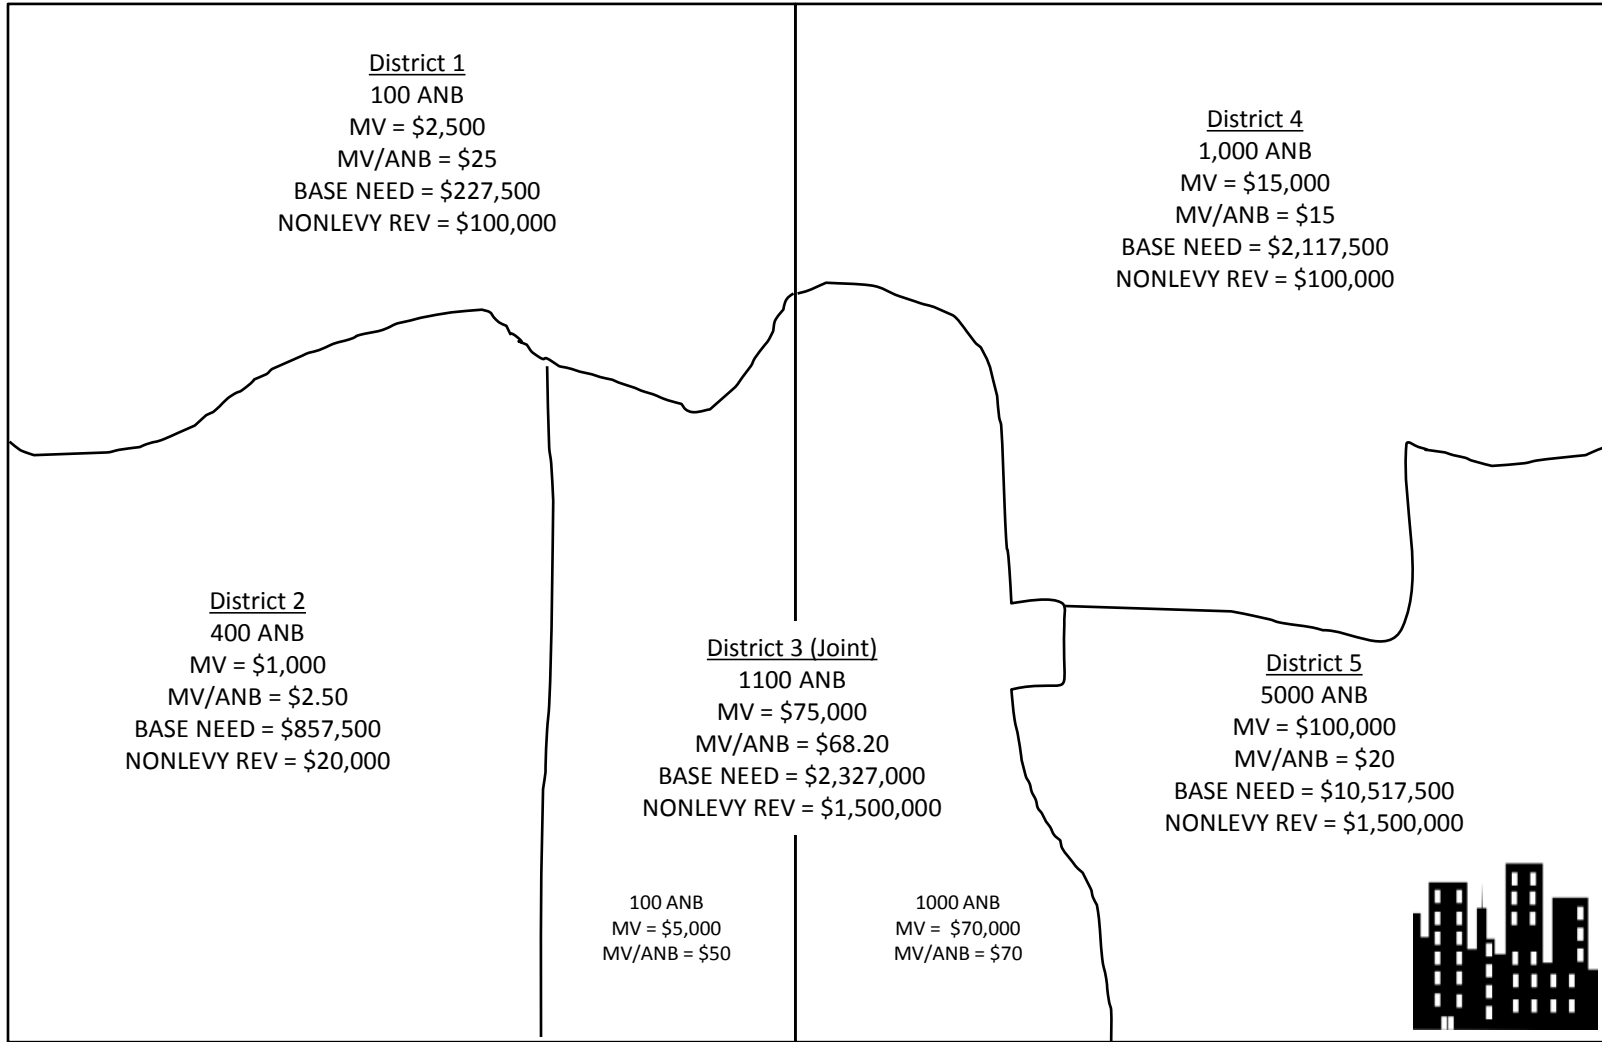 District 1
100 ANB
MV = $2,500
MV/ANB = $25
BASE NEED = $227,500
NONLEVY REV = $100,000
District 4
1,000 ANB
MV = $15,000
MV/ANB = $15
BASE NEED = $2,117,500
NONLEVY REV = $100,000
District 2
400 ANB
MV = $1,000
MV/ANB = $2.50
BASE NEED = $857,500
NONLEVY REV = $20,000
District 3 (Joint)
1100 ANB
MV = $75,000
MV/ANB = $68.20
BASE NEED = $2,327,000
NONLEVY REV = $1,500,000
District 5
5000 ANB
MV = $100,000
MV/ANB = $20
BASE NEED = $10,517,500
NONLEVY REV = $1,500,000
100 ANB
MV = $5,000
MV/ANB = $50
1000 ANB
MV = $70,000
MV/ANB = $70